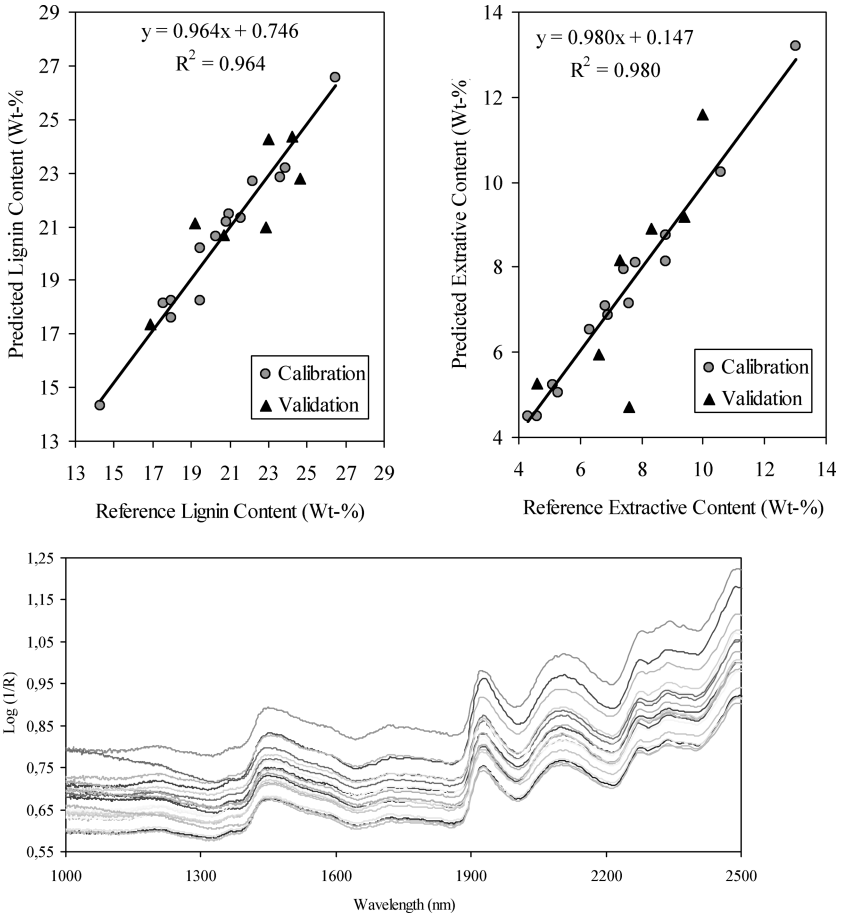 y = 0.964x + 0.746
R² = 0.964
Predicted Lignin Content (Wt-%
29
27
25
23
21
19
17
15
13
13 15 17 19 21 23 25 27 29
Calibration
Validation
Reference Lignin Content (Wt-%)
y = 0.980x + 0.147
R² = 0.980
Predicted Extrative Content (Wt-%
14
12
10
8
6
4
4 6 8 10 12 14
Calibration
Validation
Reference Extractive Content (Wt-%)
Log (1/R)
1,25
1,15
1,05
0,95
0,85
0,75
0,65
0,55
1000 1300 1600 1900 2200 2500
Wavelength (nm)